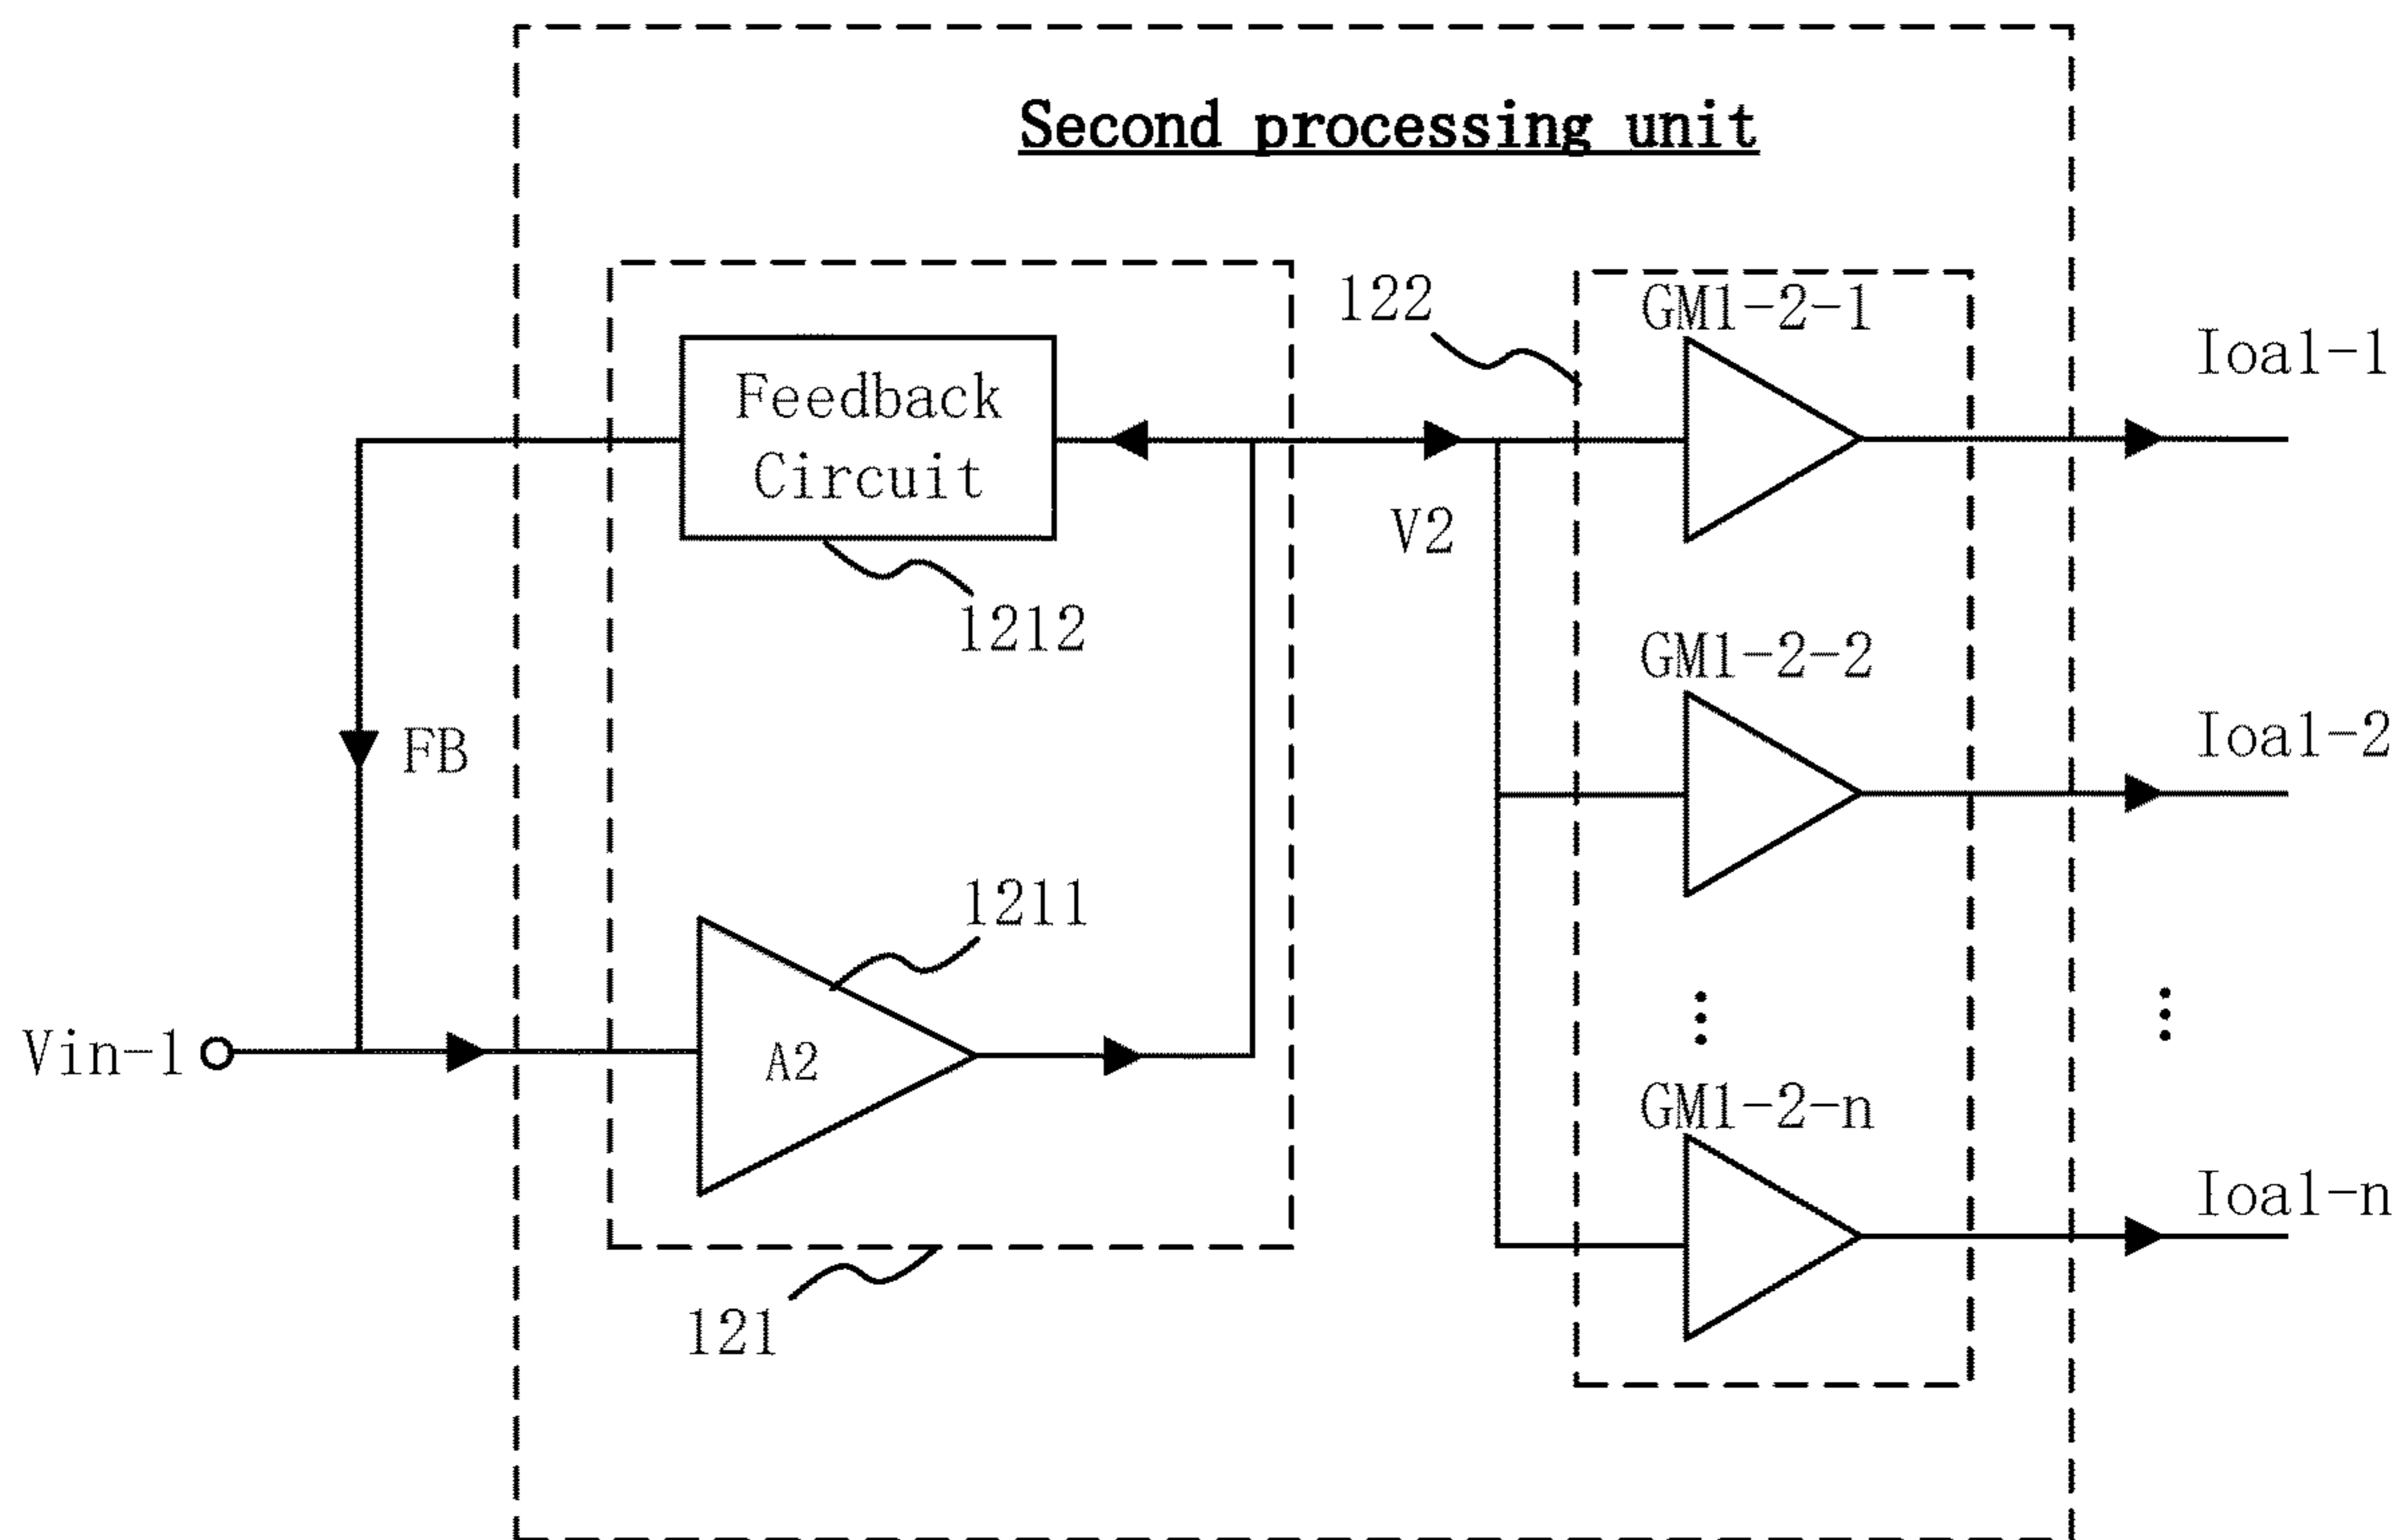 Second processing unit
122
GM1-2-1
Ioa1-1
Feedback
Circuit
V2
1212
GM1-2-2
Ioa1-2
FB
1211
Vin-1
A2
GM1-2-n
Ioa1-n
121